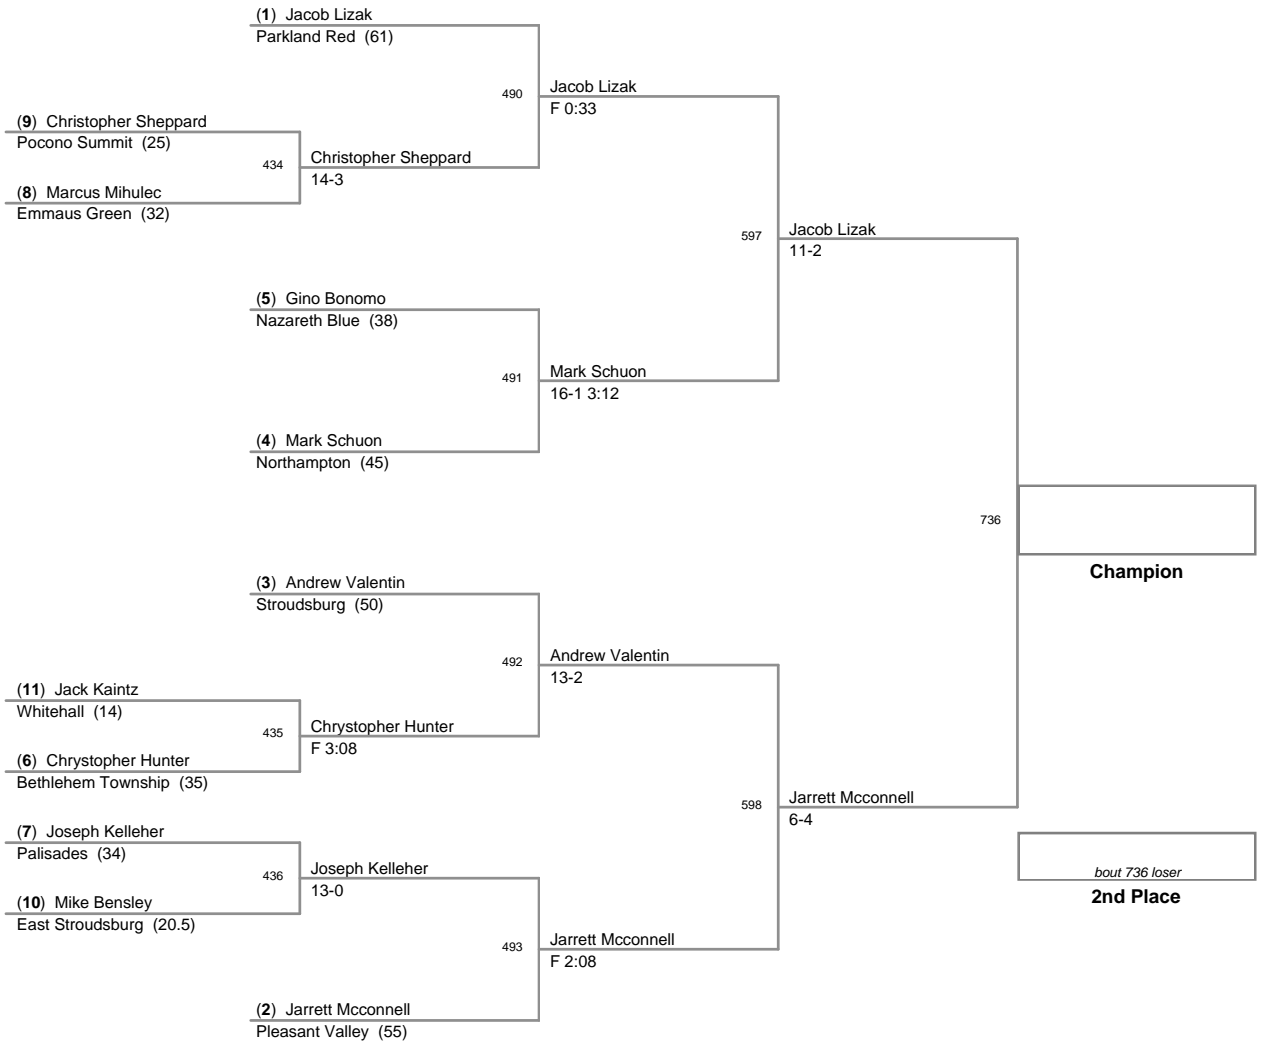 (1) Jacob Lizak
Parkland Red (61)
490
Jacob Lizak
F 0:33
(9) Christopher Sheppard
Pocono Summit (25)
434
Christopher Sheppard
14-3
(8) Marcus Mihulec
Emmaus Green (32)
597
Jacob Lizak
11-2
(5) Gino Bonomo
Nazareth Blue (38)
491
Mark Schuon
16-1 3:12
(4) Mark Schuon
Northampton (45)
736
Champion
(3) Andrew Valentin
Stroudsburg (50)
492
Andrew Valentin
13-2
(11) Jack Kaintz
Whitehall (14)
435
Chrystopher Hunter
F 3:08
(6) Chrystopher Hunter
Bethlehem Township (35)
598
Jarrett Mcconnell
6-4
(7) Joseph Kelleher
Palisades (34)
436
Joseph Kelleher
13-0
(10) Mike Bensley
East Stroudsburg (20.5)
bout 736 loser
2nd Place
493
Jarrett Mcconnell
F 2:08
(2) Jarrett Mcconnell
Pleasant Valley (55)